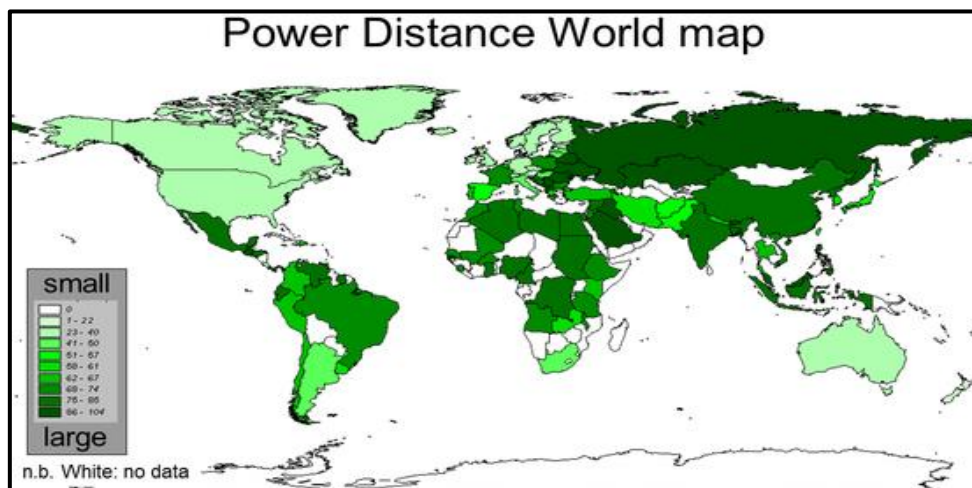 Power Distance World map
small
0
1 - 22
23 - 40
41 - 50
51 - 57
58 - 61
62 - 67
68 - 74
75 - 85
86 - 104
large
n.b. White: no data